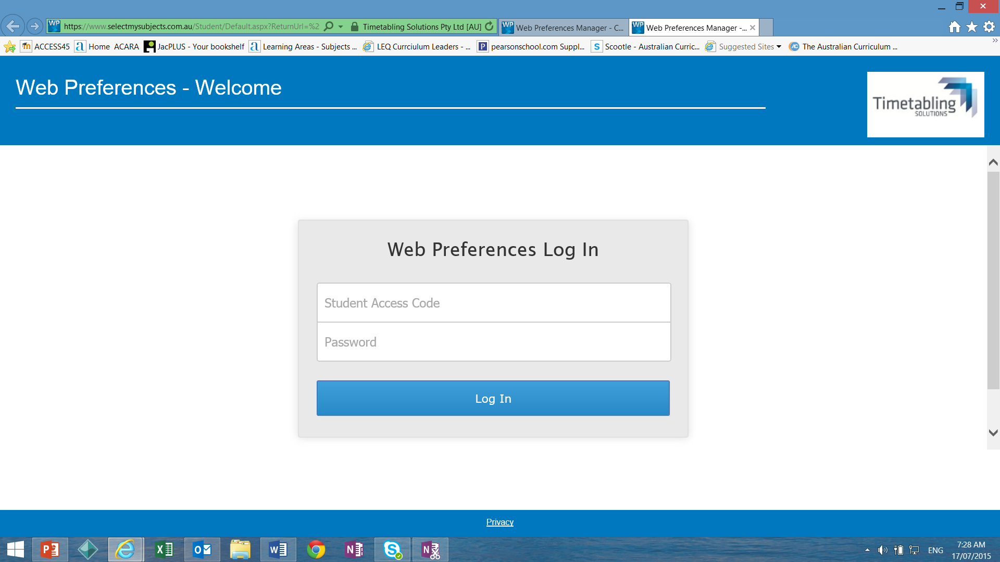 https://www.selectmysubjects.com.au/Student/Default.aspx?ReturnUrl=%2
Timetabling Solutions Pty Ltd [AU]
Web Preferences Manager - C...
Web Preferences Manager -...
ACCESS45
Home ACARA
JacPLUS - Your bookshelf
Learning Areas - Subjects ...
LEQ Currciulum Leaders - ...
pearsonschool.com Suppl...
Scootle - Australian Curric...
Suggested Sites
The Australian Curriculum ...
Web Preferences - Welcome
Timetabling
SOLUTIONS
Web Preferences Log In
Student Access Code
Password
Log In
Privacy
ENG
7:28 AM
17/07/2015